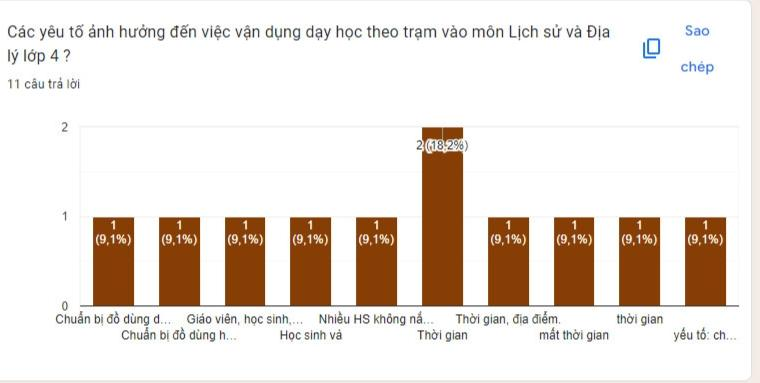 Các yêu tố ảnh hưởng đến việc vận dụng dạy học theo trạm vào môn Lịch sử và Địa
lý lớp 4 ?
Sao
chép
11 câu trả lời
2
1
0
1
(9,1%)
1
(9,1%)
1
(9,1%)
1
(9,1%)
1
(9,1%)
2 (18,2%)
1
(9,1%)
1
(9,1%)
1
(9,1%)
1
(9,1%)
Chuẩn bị đồ dùng d…
Chuẩn bị đồ dùng h…
Giáo viên, học sinh,…
Học sinh vả
Nhiều HS không nắ…
Thời gian
Thời gian, địa điểm.
mất thời gian
thời gian
yếu tố: ch…